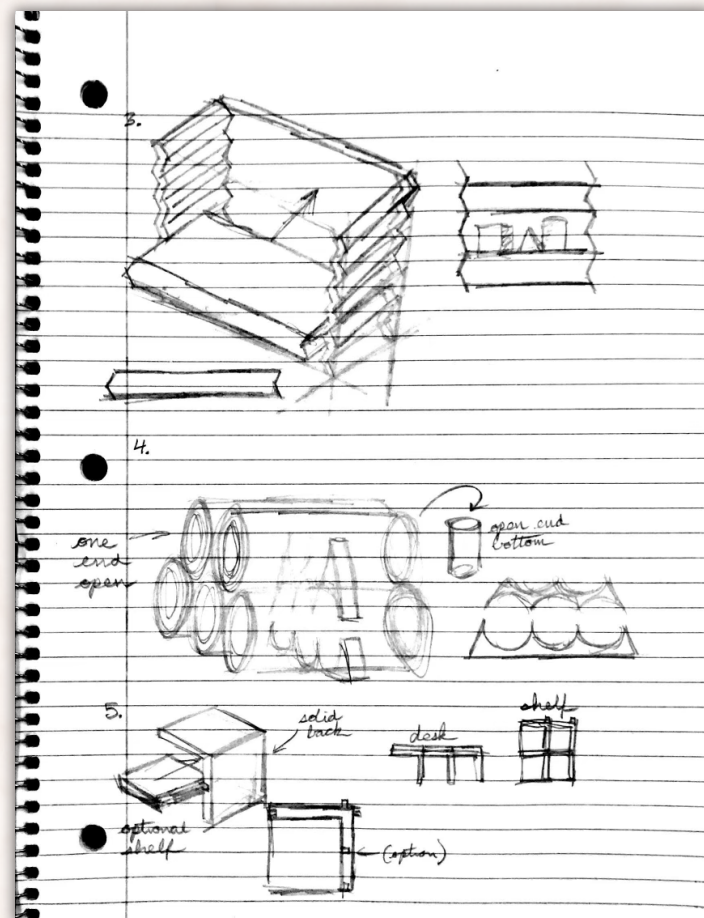 3.
4.
one
end
open
open end
bottom
5.
solid
back
desk
shelf
optional
shelf
(option)